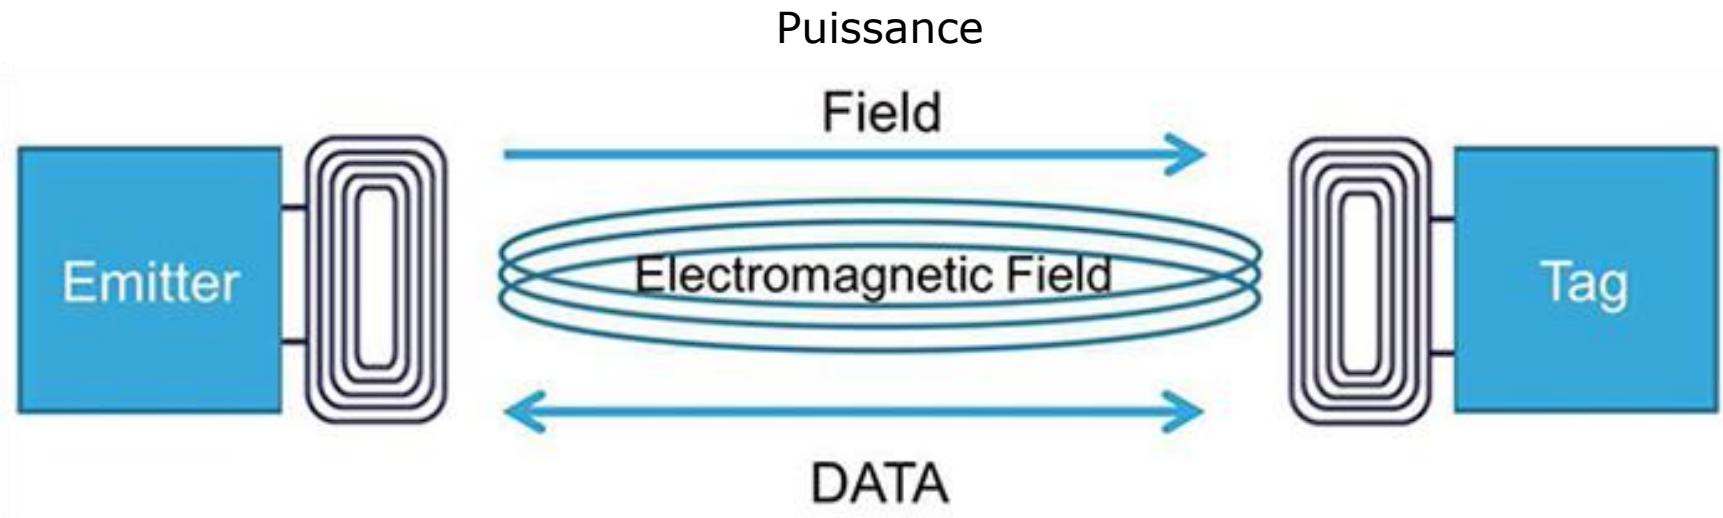 Puissance
Field
Emitter
Electromagnetic Field
Tag
DATA